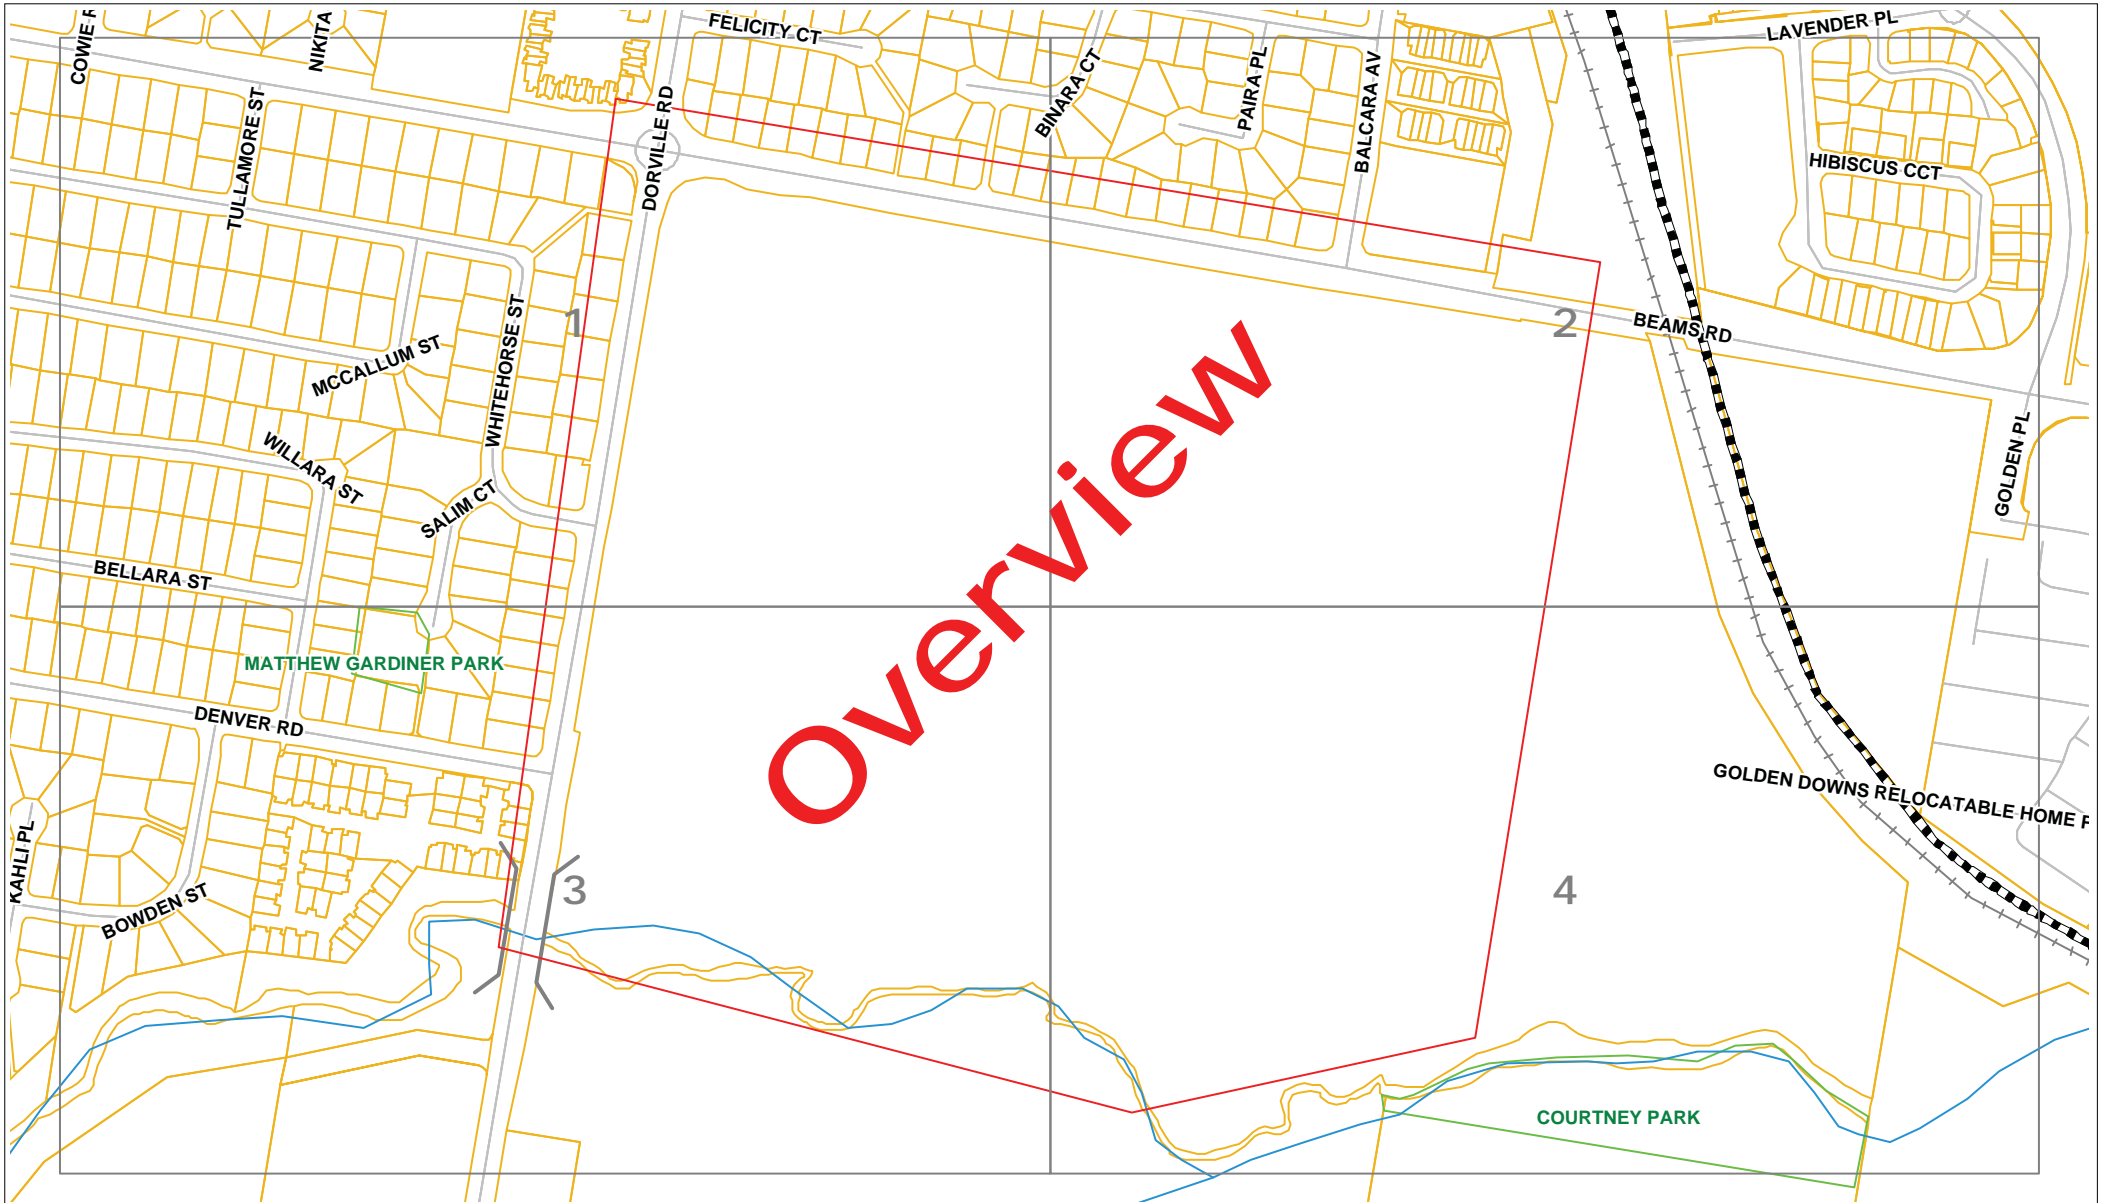 COWIE R
NIKITA
FELICITY CT
LAVENDER PL
BINARA CT
PAIRA PL
BALCARA AV
TULLAMORE ST
DORVILLE RD
HIBISCUS CCT
1
2
BEAMS RD
MCCALLUM ST
WHITEHORSE ST
WILLARA ST
SALIM CT
GOLDEN PL
Overview
BELLARA ST
MATTHEW GARDINER PARK
DENVER RD
GOLDEN DOWNS RELOCATABLE HOME P
KAHLI PL
BOWDEN ST
3
4
COURTNEY PARK